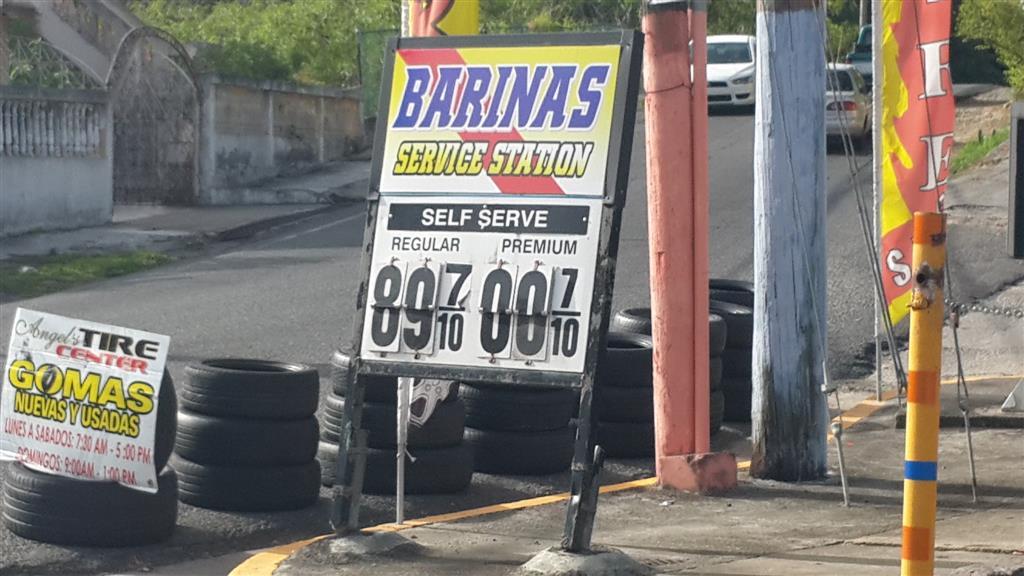 BARINAS
SERVICE STATION
SELF SERVE
REGULAR PREMIUM
89 7/10 00 7/10
Angel's TIRE
CENTER
GOMAS
NUEVAS Y USADAS
LUNES A SABADOS: 7:30 AM - 5:00 PM
DOMINGOS: 9:00AM - 1:00 PM